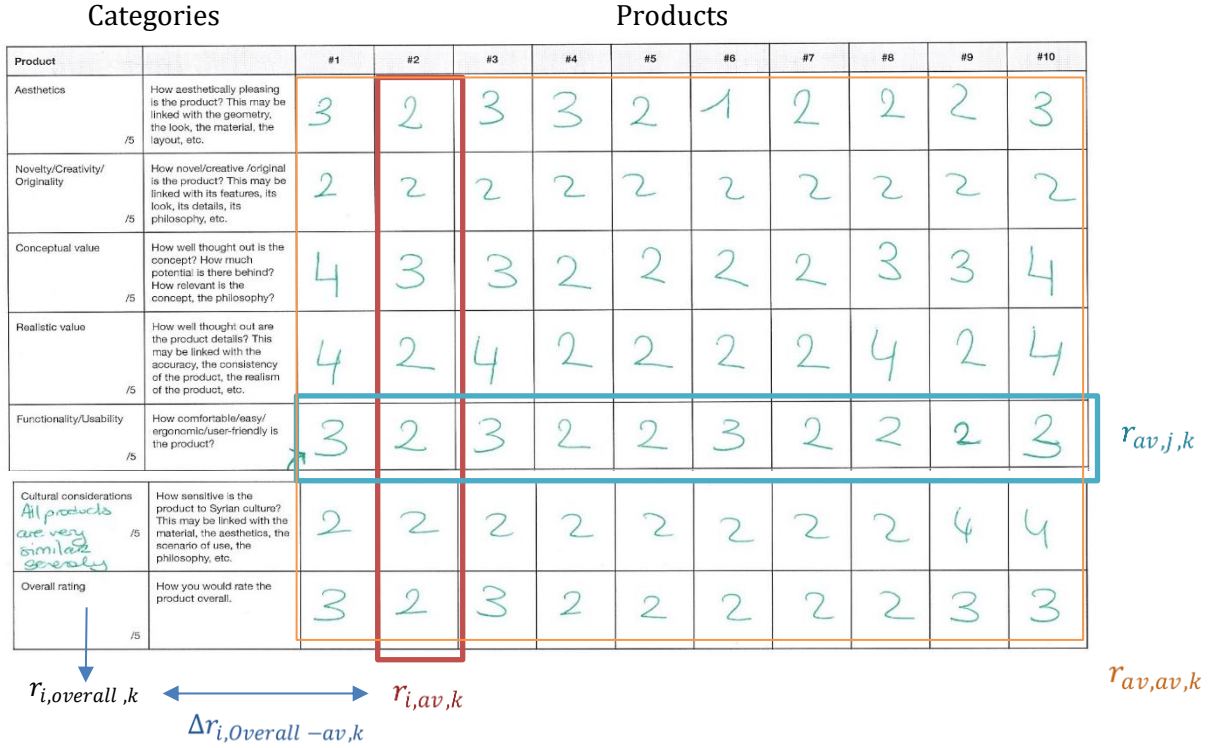 Categories Products
Product #1 #2 #3 #4 #5 #6 #7 #8 #9 #10
Aesthetics
/5
How aesthetically pleasing
is the product? This may be
linked with the geometry,
the look, the material, the
layout, etc.
3 2 3 3 2 1 2 2 2 3
Novelty/Creativity/
Originality
/5
How novel/creative /original
is the product? This may be
linked with its features, its
look, its details, its
philosophy, etc.
2 2 2 2 2 2 2 2 2 2
Conceptual value
/5
How well thought out is the
concept? How much
potential is there behind?
How relevant is the
concept, the philosophy?
4 3 3 2 2 2 2 3 3 4
Realistic value
/5
How well thought out are
the product details? This
may be linked with the
accuracy, the consistency
of the product, the realism
of the product, etc.
4 2 4 2 2 2 2 4 2 4
Functionality/Usability
/5
How comfortable/easy/
ergonomic/user-friendly is
the product?
3 2 3 2 2 3 2 2 2 3
r_{av,j,k}
Cultural considerations
All products
are very
similar
generally
/5
How sensitive is the
product to Syrian culture?
This may be linked with the
material, the aesthetics, the
scenario of use, the
philosophy, etc.
2 2 2 2 2 2 2 2 4 4
Overall rating
/5
How you would rate the
product overall.
3 2 3 2 2 2 2 2 3 3
r_{i,overall,k} r_{i,av,k} r_{av,av,k}
Δr_{i,Overall-av,k}